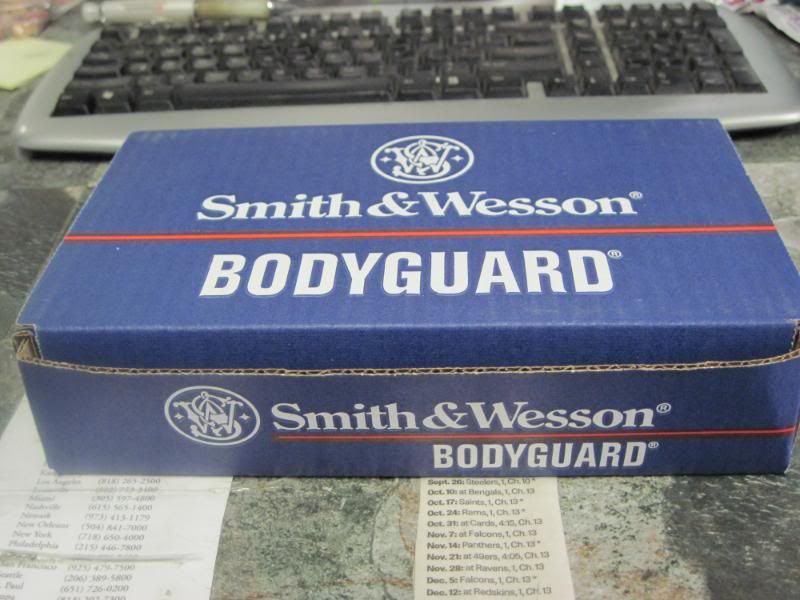 SW
Smith & Wesson®
BODYGUARD®
SW
Smith & Wesson®
BODYGUARD®
Los Angeles (818) 265-2500
Miami (305) 597-4800
Nashville (615) 565-1400
Newark (973) 413-1179
New Orleans (504) 841-7000
New York (718) 650-4000
Philadelphia (215) 446-7800
Francisco (925) 479-7500
Seattle (206) 389-5800
Paul (651) 726-0200
Sept. 26: Steelers, 1, Ch. 10*
Oct. 10: at Bengals, 1, Ch. 13
Oct. 17: Saints, 1, Ch. 13*
Oct. 24: Rams, 1, Ch. 13*
Oct. 31: at Cards, 4:15, Ch. 13
Nov. 7: at Falcons, 1, Ch. 13
Nov. 14: Panthers, 1, Ch. 13*
Nov. 21: at 49ers, 4:05, Ch. 13
Nov. 28: at Ravens, 1, Ch. 13
Dec. 5: Falcons, 1, Ch. 13*
Dec. 12: at Redskins, 1, Ch. 13